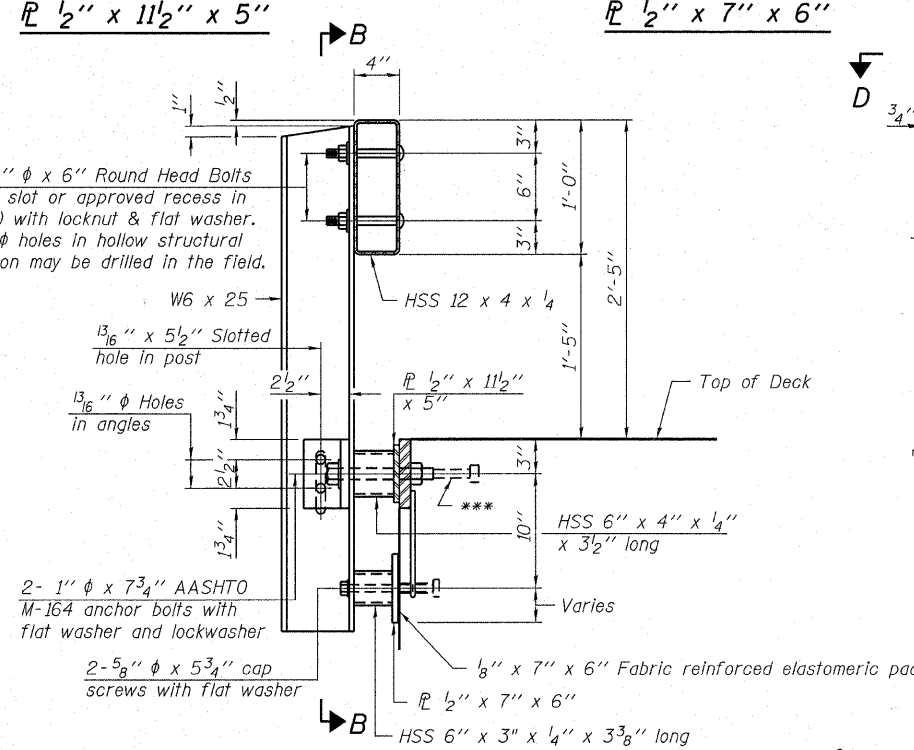 ℄ 1/2" x 11 1/2" x 5"
℄ 1/2" x 7" x 6"
B
D
4"
3/4"
1"
1/2"
3"
6"
3"
1'-0"
2'-5"
1'-5"
" ϕ x 6" Round Head Bolts
slot or approved recess in
) with locknut & flat washer.
ϕ holes in hollow structural
on may be drilled in the field.
HSS 12 x 4 x 1/4
W6 x 25
13/16" x 5 1/2" Slotted
hole in post
2 1/2"
℄ 1/2" x 11 1/2"
x 5"
Top of Deck
13/16" ϕ Holes
in angles
1 3/4"
2 1/2"
1 3/4"
3"
10"
***
HSS 6" x 4" x 1/4"
x 3 1/2" long
2- 1" ϕ x 7 3/4" AASHTO
M-164 anchor bolts with
flat washer and lockwasher
Varies
2-5/8" ϕ x 5 3/4" cap
screws with flat washer
1/8" x 7" x 6" Fabric reinforced elastomeric pad
℄ 1/2" x 7" x 6"
B
HSS 6" x 3" x 1/4" x 3 3/8" long